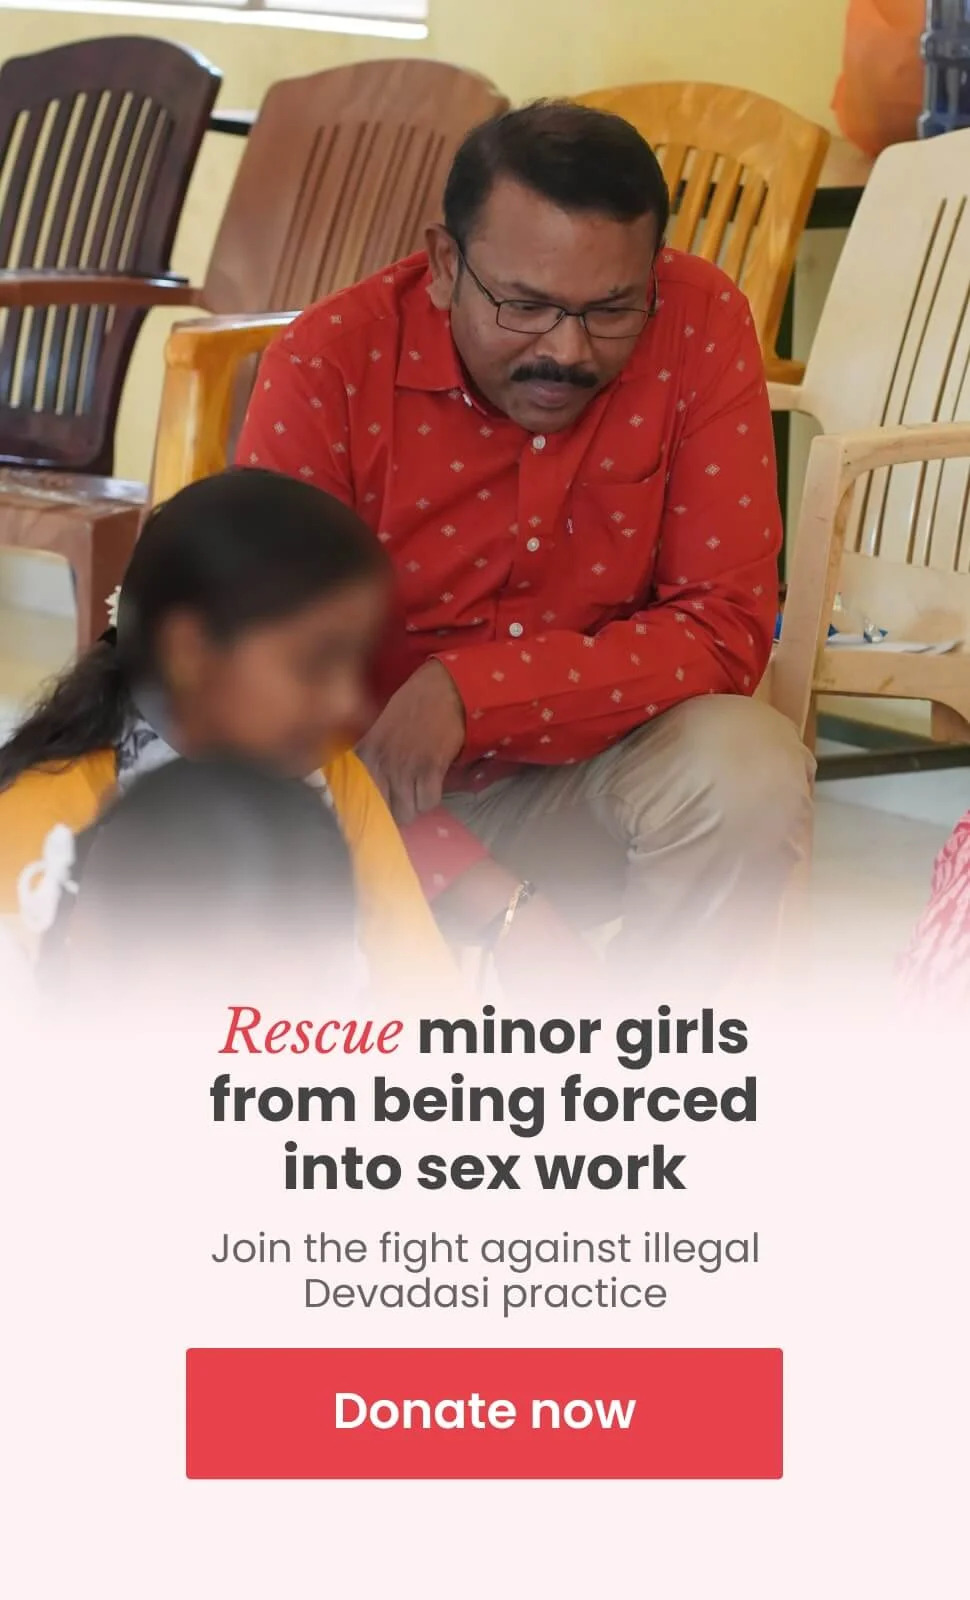 Rescue minor girls
from being forced
into sex work
Join the fight against illegal
Devadasi practice
Donate now